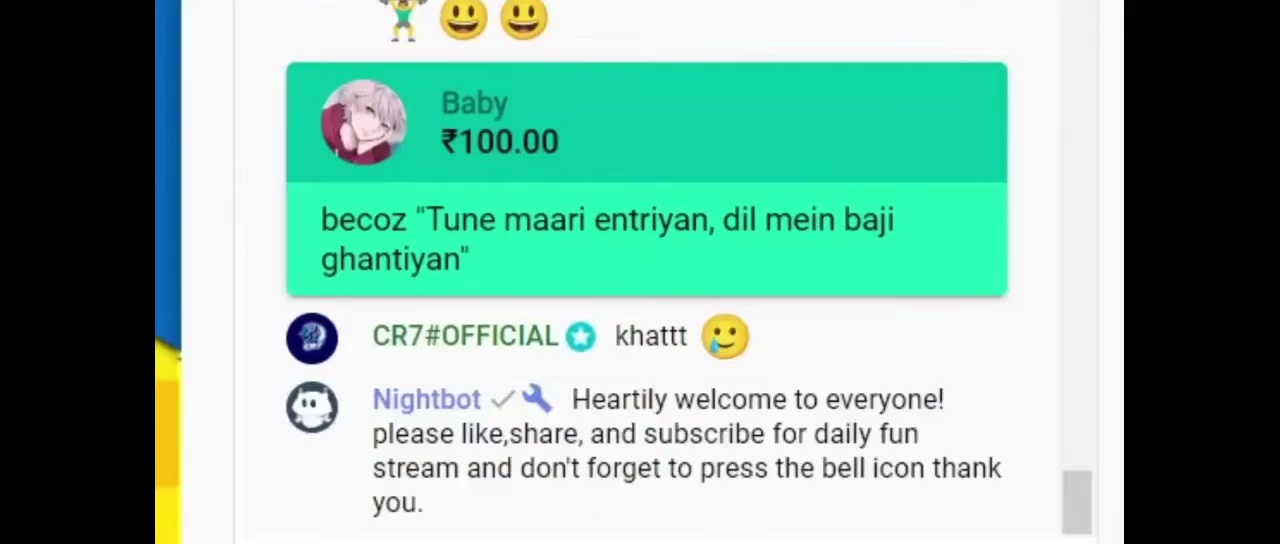 Baby
₹100.00
becoz "Tune maari entriyan, dil mein baji
ghantiyan"
CR7#OFFICIAL khattt
Nightbot Heartily welcome to everyone!
please like,share, and subscribe for daily fun
stream and don't forget to press the bell icon thank
you.